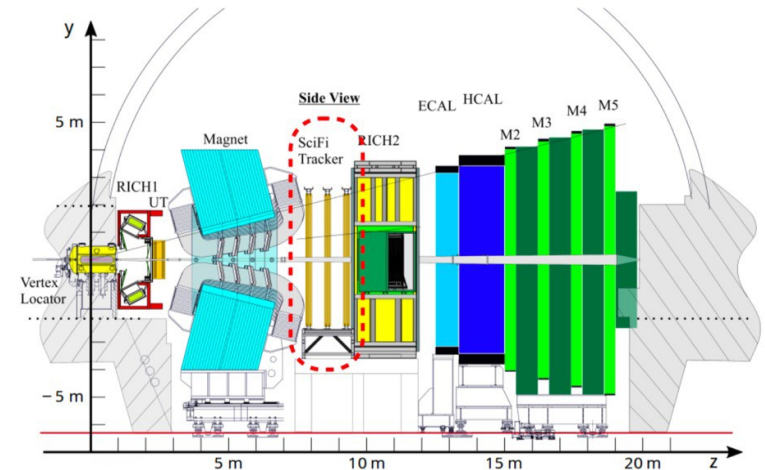 y
Side View
ECAL
HCAL
5 m
M2
M3
M4
M5
Magnet
SciFi
Tracker
RICH2
RICH1
UT
Vertex
Locator
− 5 m
5 m
10 m
15 m
20 m
z